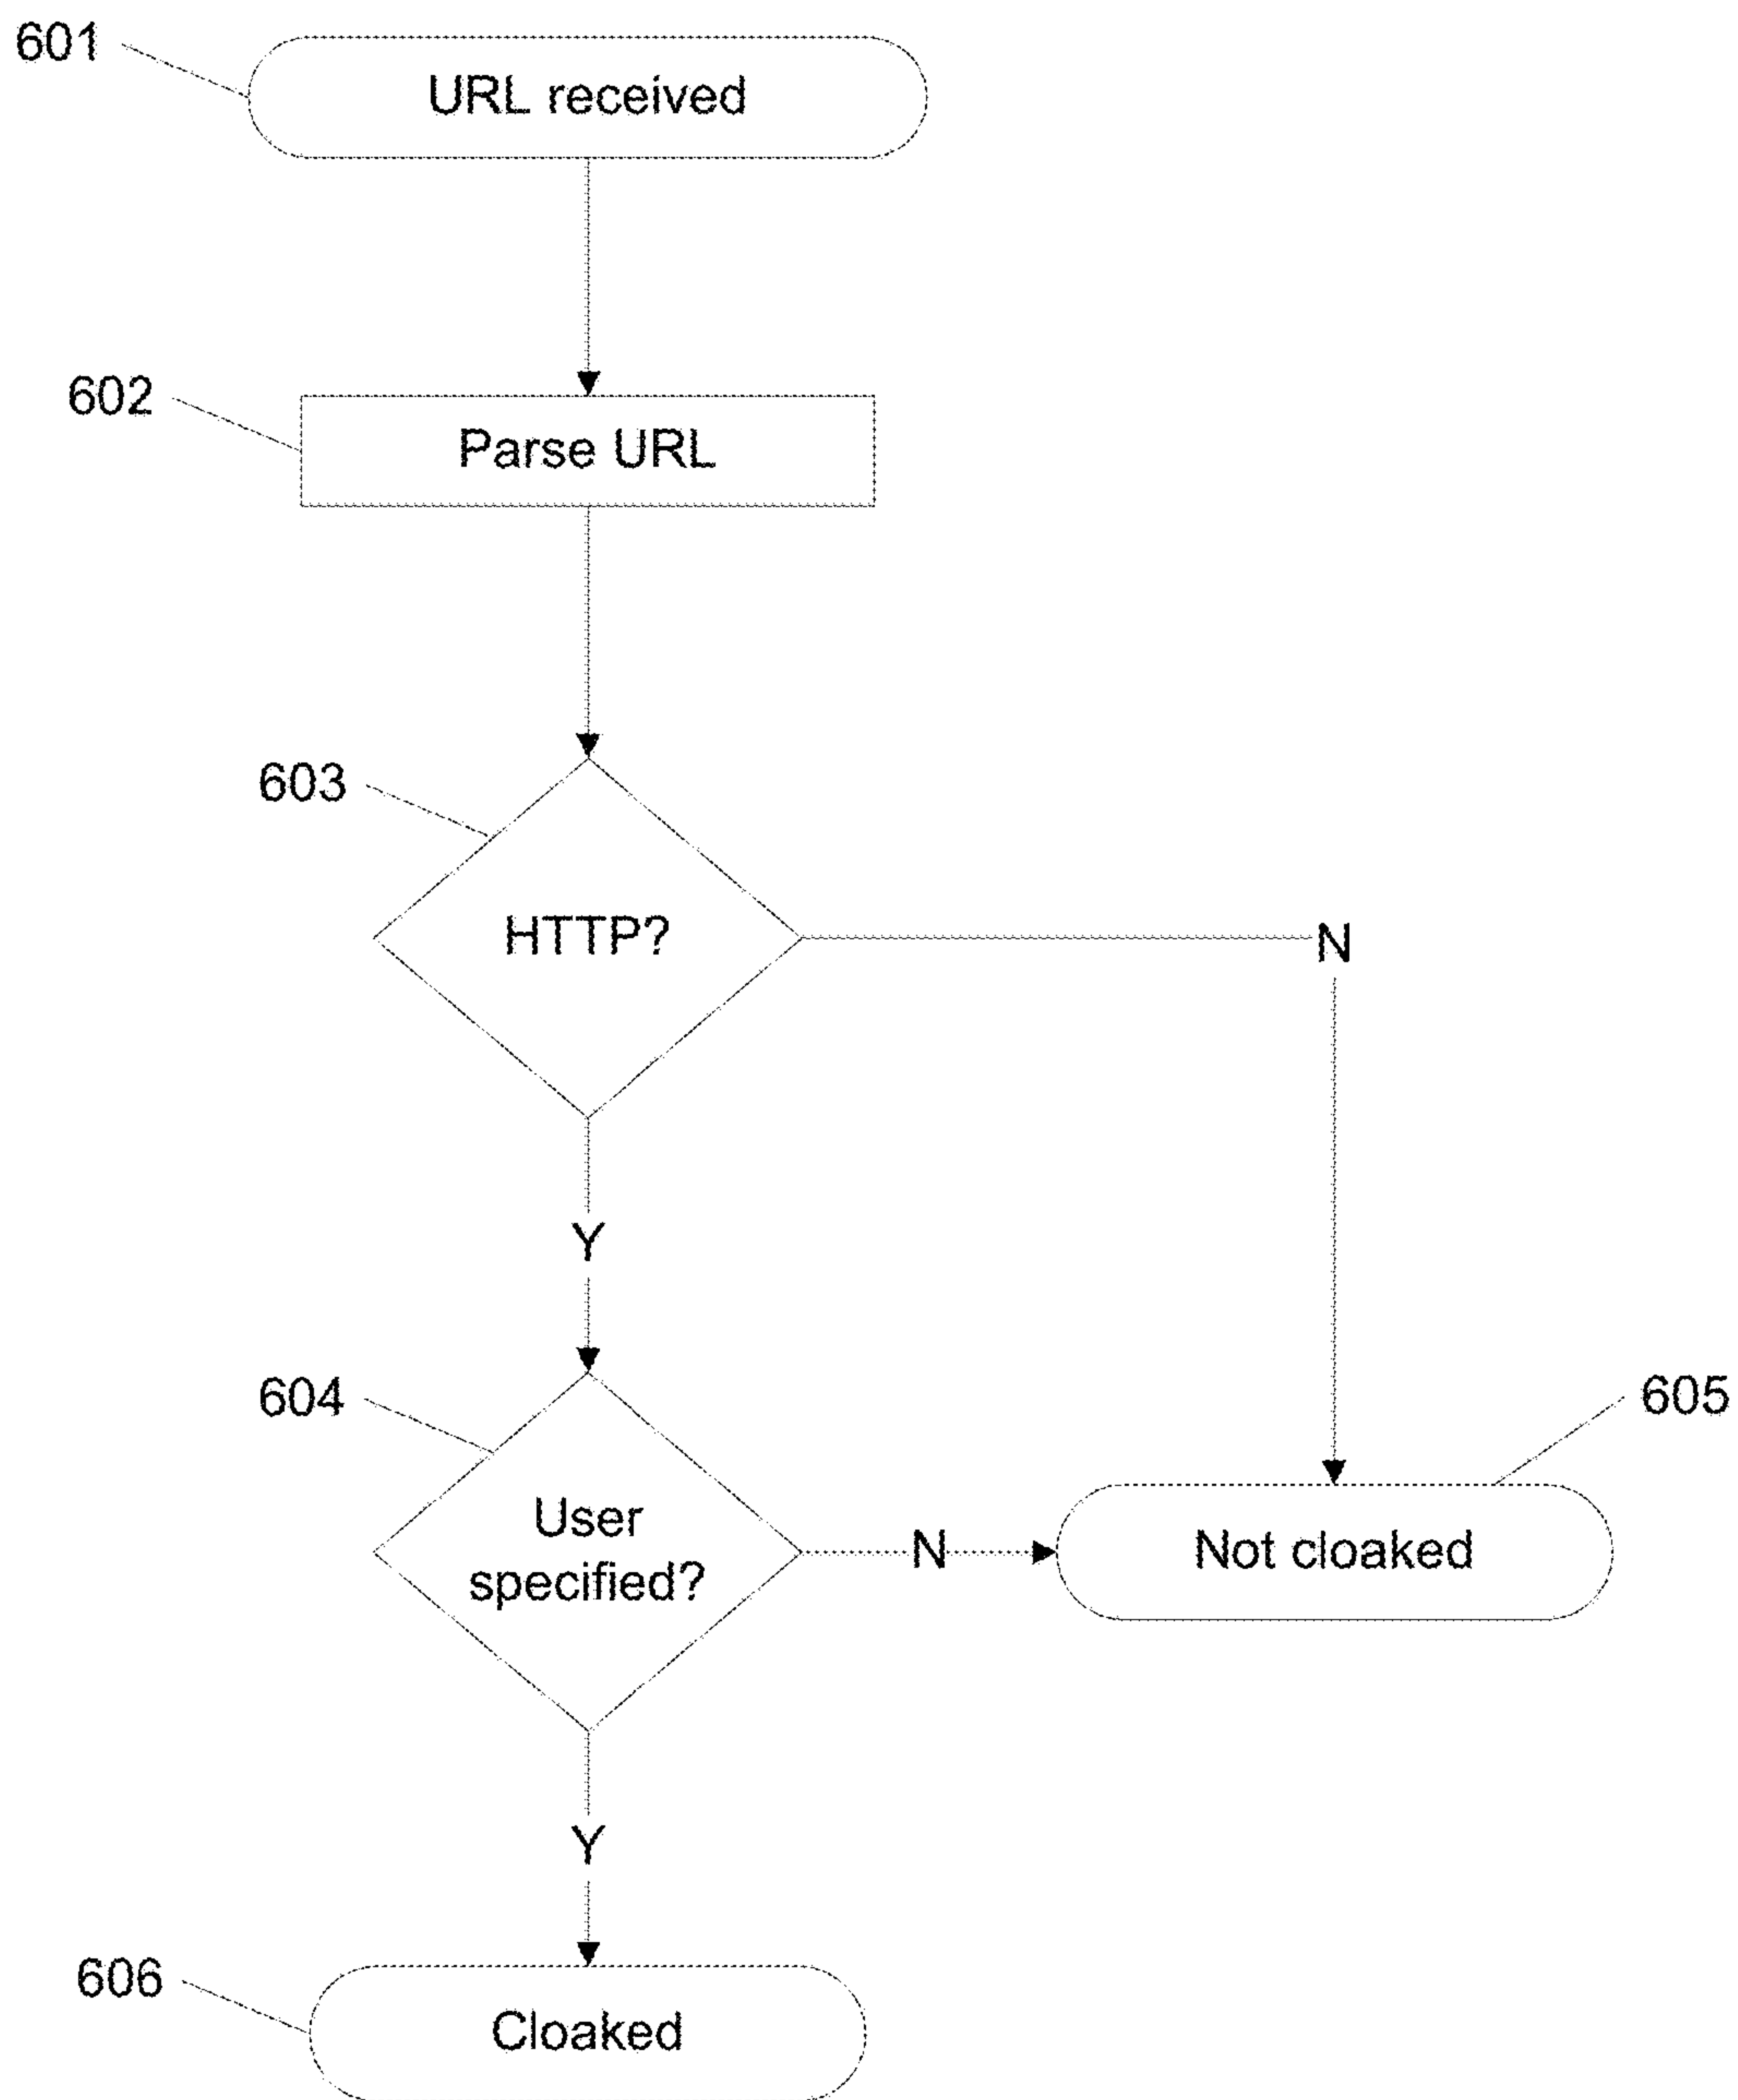 601
URL received
602
Parse URL
603
HTTP?
N
Y
604
605
User
specified?
N
Not cloaked
Y
606
Cloaked